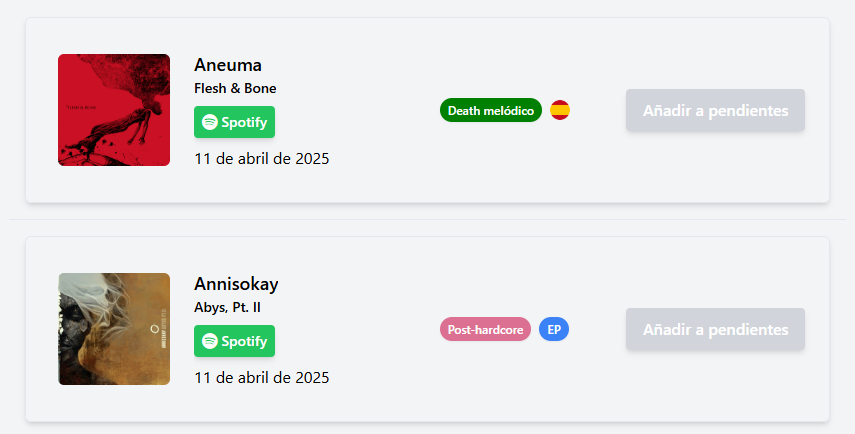 Aneuma
Flesh & Bone
Spotify
11 de abril de 2025
Death melódico
Añadir a pendientes
Annisokay
Abys, Pt. II
Spotify
11 de abril de 2025
Post-hardcore
EP
Añadir a pendientes